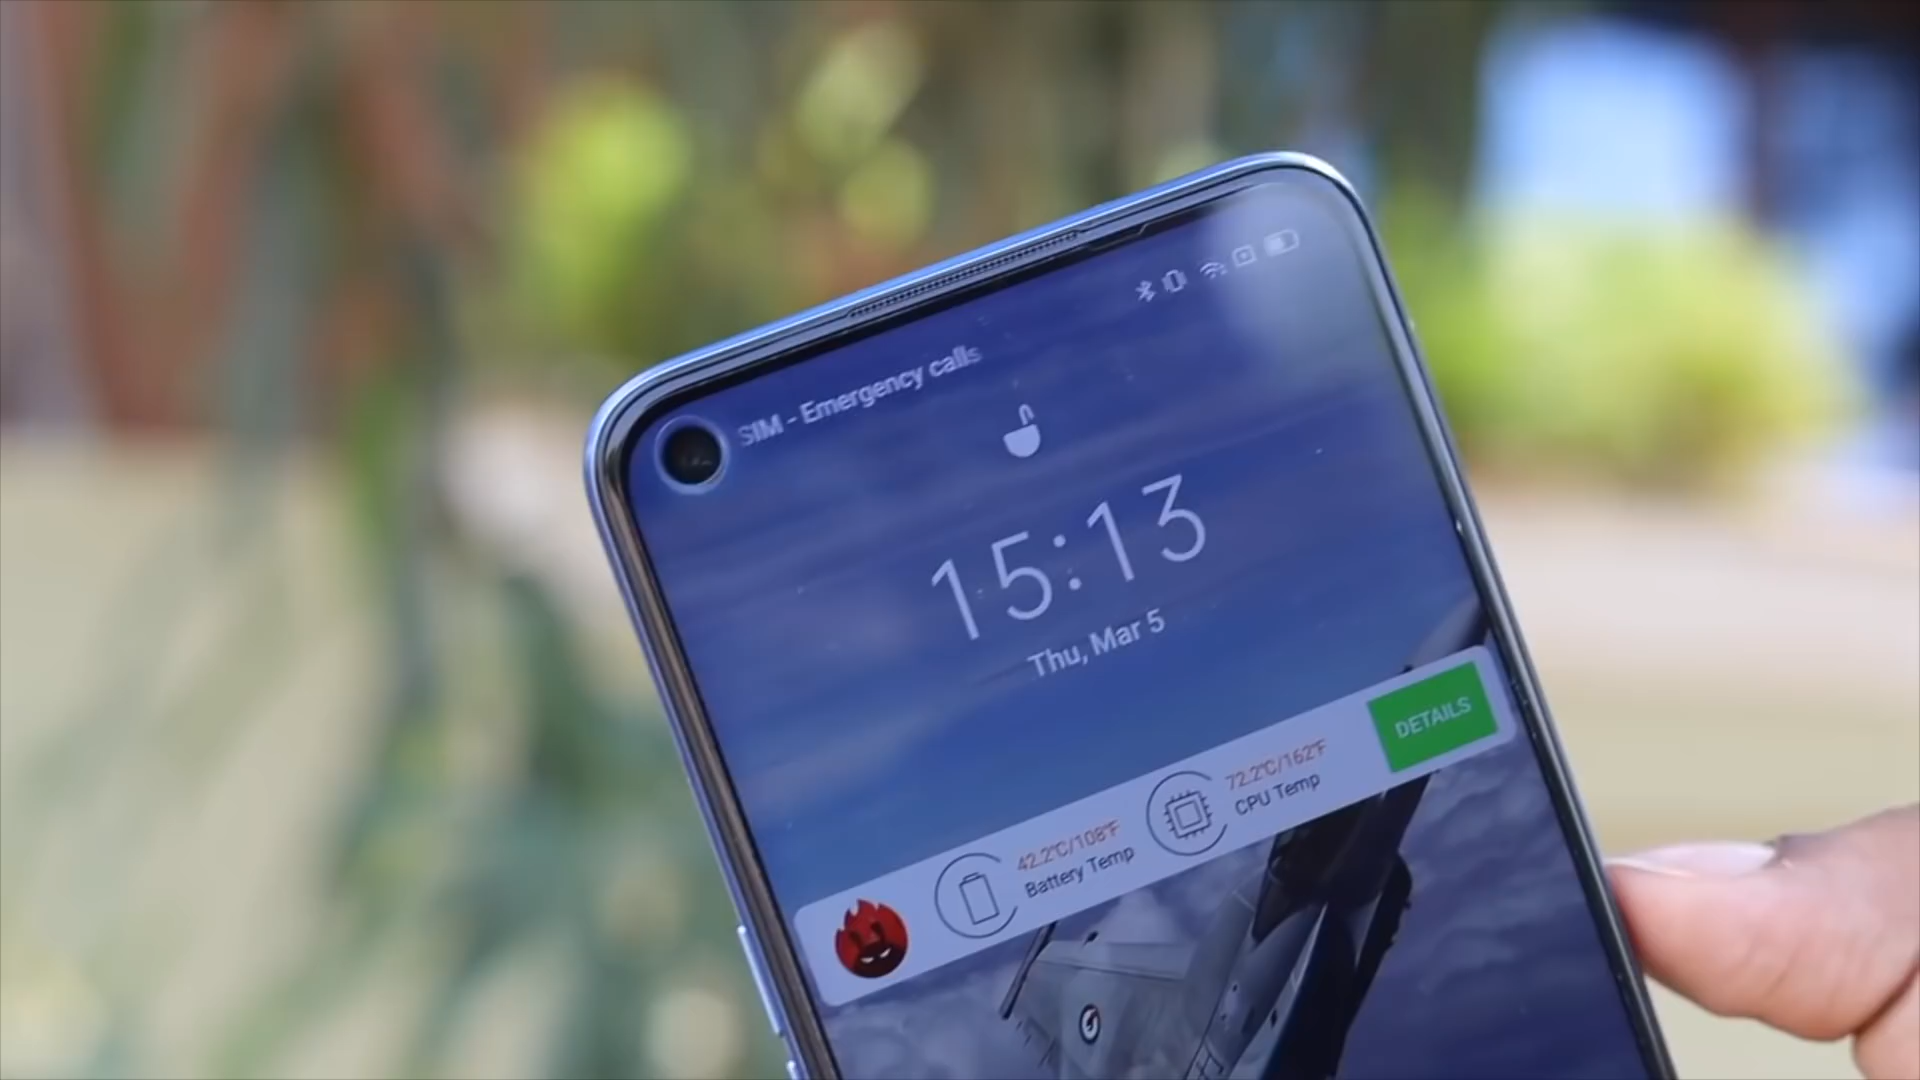 SIM - Emergency calls
15:13
Thu, Mar 5
DETAILS
42.2°C/108°F
Battery Temp
72.2°C/162°F
CPU Temp